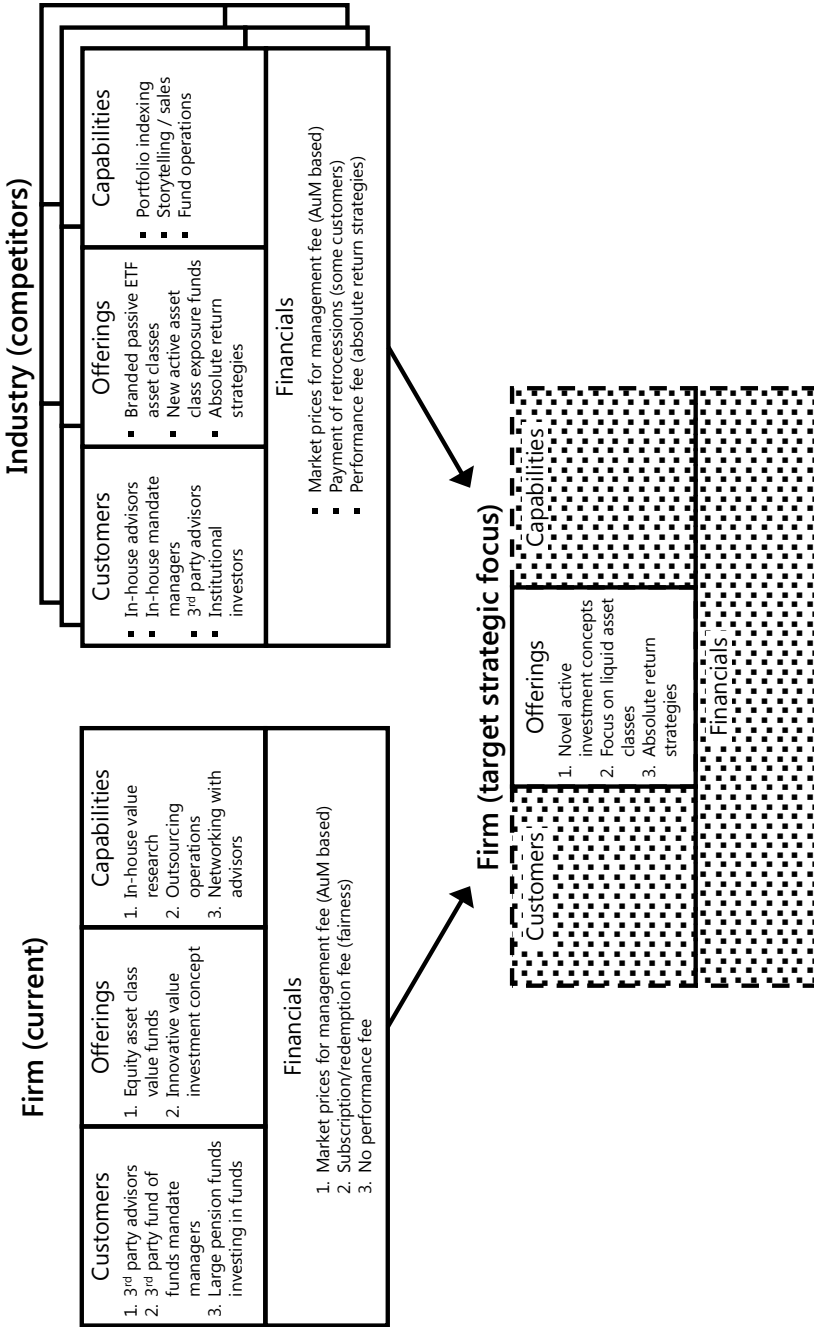 Firm (current)
Customers
1. 3rd party advisors
2. 3rd party fund of
funds mandate
managers
3. Large pension funds
investing in funds
Offerings
1. Equity asset class
value funds
2. Innovative value
investment concept
Capabilities
1. In-house value
research
2. Outsourcing
operations
3. Networking with
advisors
Financials
1. Market prices for management fee (AuM based)
2. Subscription/redemption fee (fairness)
3. No performance fee
Industry (competitors)
Customers
▪ In-house advisors
▪ In-house mandate
managers
▪ 3rd party advisors
▪ Institutional
investors
Offerings
▪ Branded passive ETF
asset classes
▪ New active asset
class exposure funds
▪ Absolute return
strategies
Capabilities
▪ Portfolio indexing
▪ Storytelling / sales
▪ Fund operations
Financials
▪ Market prices for management fee (AuM based)
▪ Payment of retrocessions (some customers)
▪ Performance fee (absolute return strategies)
Firm (target strategic focus)
Customers
Offerings
1. Novel active
investment concepts
2. Focus on liquid asset
classes
3. Absolute return
strategies
Capabilities
Financials